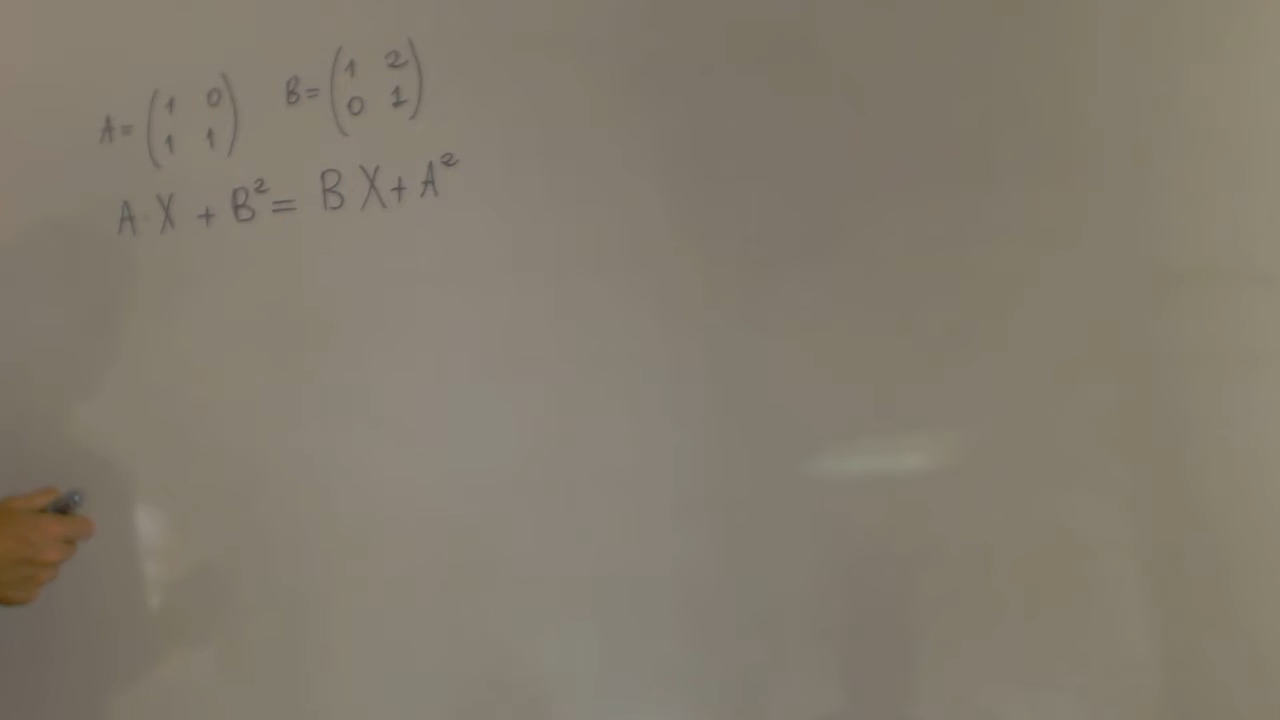 A = (1 0 1 1) B = (1 2 0 1)
A · X + B² = B X + A²